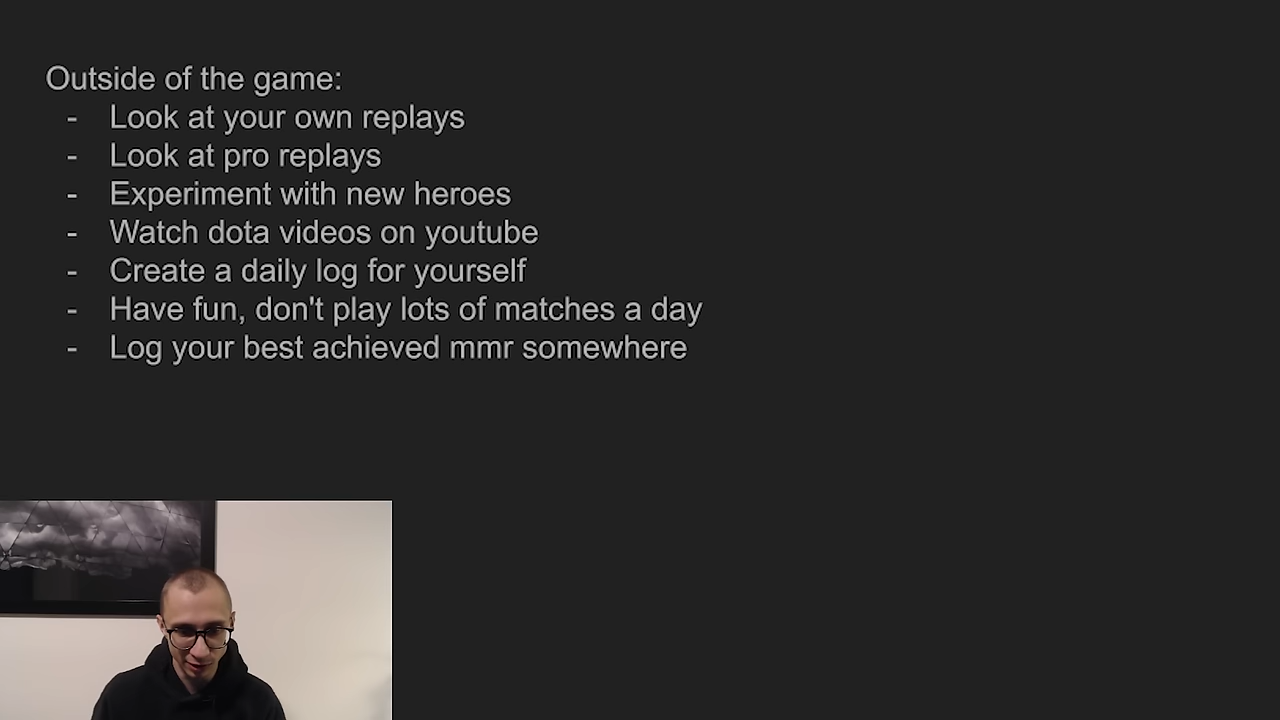 Outside of the game:
- Look at your own replays
- Look at pro replays
- Experiment with new heroes
- Watch dota videos on youtube
- Create a daily log for yourself
- Have fun, don't play lots of matches a day
- Log your best achieved mmr somewhere